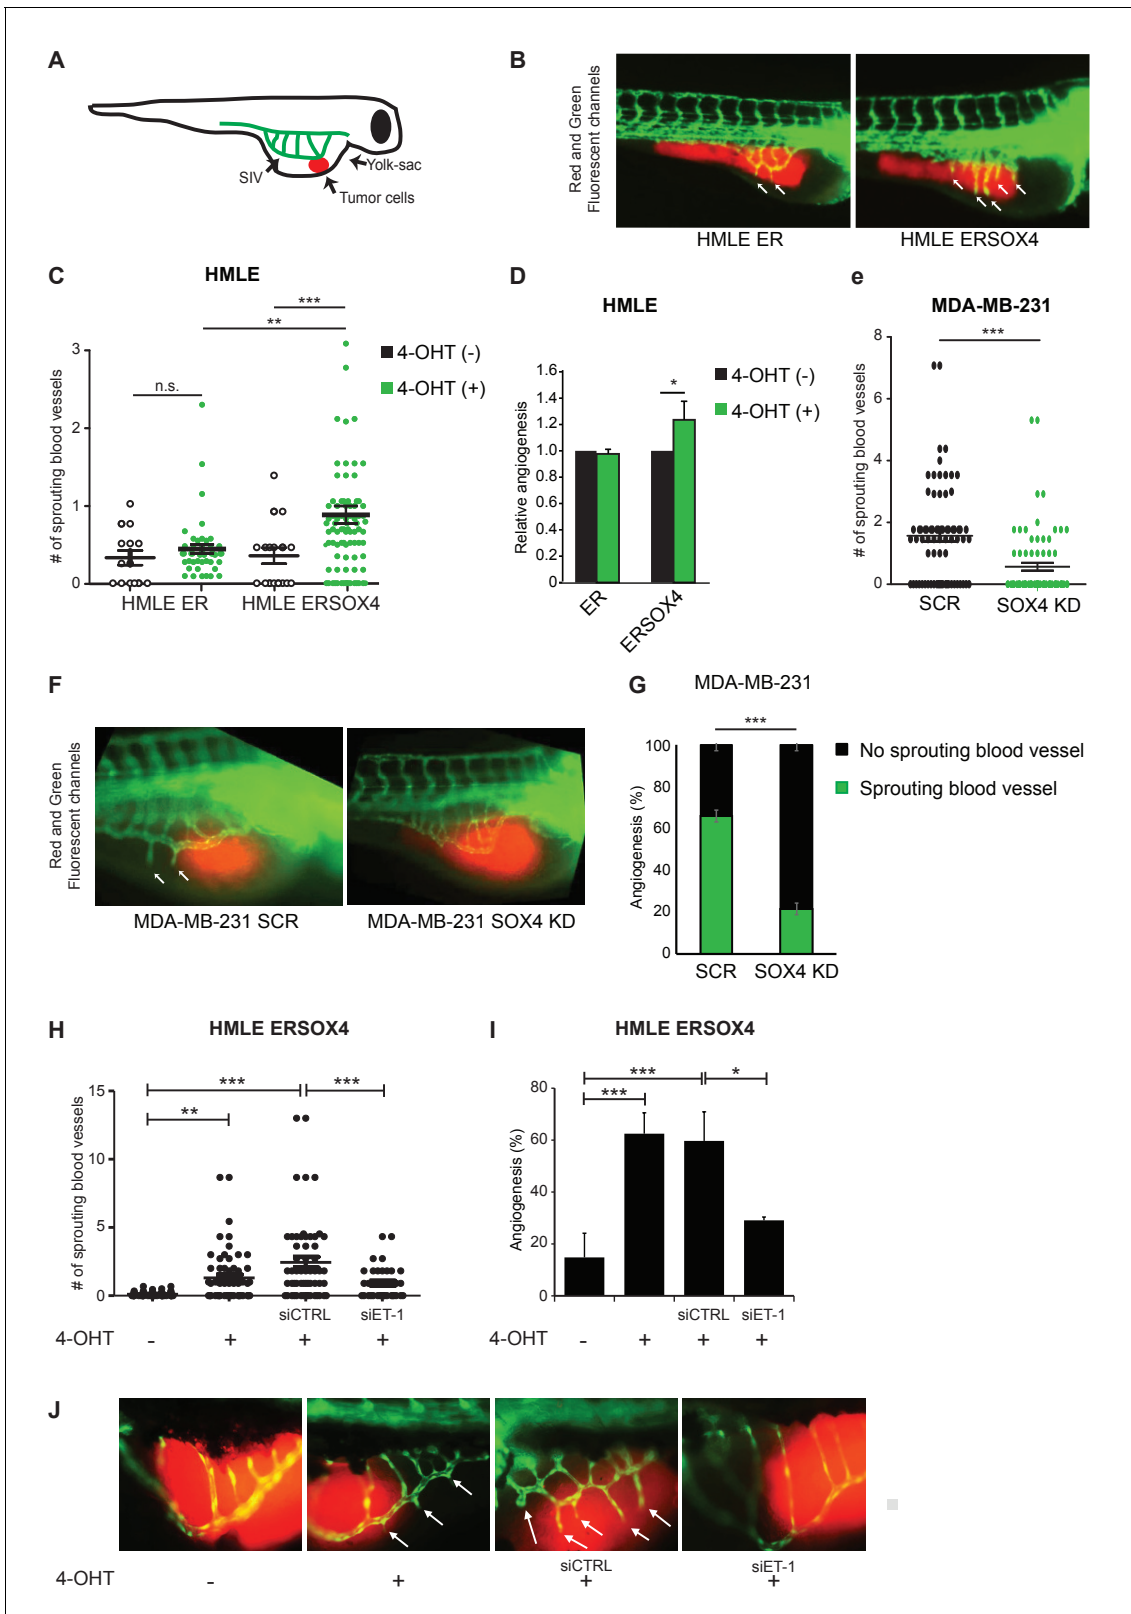 A
SIV
Yolk-sac
Tumor cells
B
Red and Green
Fluorescent channels
HMLE ER
HMLE ERSOX4
C
HMLE
***
**
n.s.
4-OHT (-)
4-OHT (+)
# of sprouting blood vessels
3
2
1
0
HMLE ER
HMLE ERSOX4
D
HMLE
4-OHT (-)
4-OHT (+)
*
Relative angiogenesis
1.6
1.4
1.2
1.0
0.8
0.6
0.4
0.2
0
ER
ERSOX4
e
MDA-MB-231
***
# of sprouting blood vessels
8
6
4
2
0
SCR
SOX4 KD
F
Red and Green
Fluorescent channels
MDA-MB-231 SCR
MDA-MB-231 SOX4 KD
G
MDA-MB-231
***
No sprouting blood vessel
Sprouting blood vessel
Angiogenesis (%)
100
80
60
40
20
0
SCR
SOX4 KD
H
HMLE ERSOX4
***
***
**
# of sprouting blood vessels
15
10
5
0
siCTRL
siET-1
4-OHT - + + +
I
HMLE ERSOX4
***
*
***
Angiogenesis (%)
80
60
40
20
0
siCTRL
siET-1
4-OHT - + + +
J
siCTRL
siET-1
4-OHT - + + +